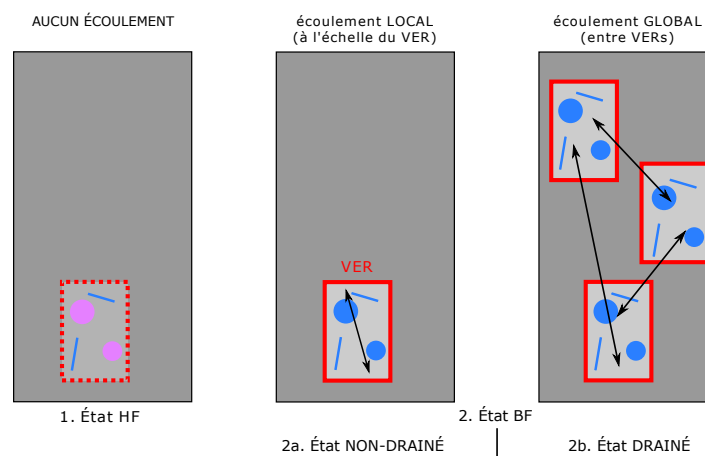 AUCUN ÉCOULEMENT
écoulement LOCAL
(à l'échelle du VER)
écoulement GLOBAL
(entre VERs)
VER
1. État HF
2. État BF
2a. État NON-DRAINÉ
2b. État DRAINÉ